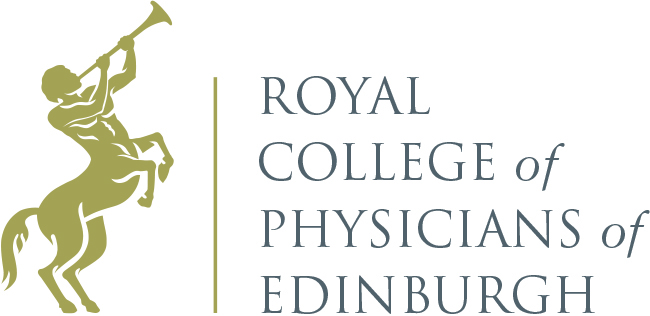 ROYAL
COLLEGE of
PHYSICIANS of
EDINBURGH